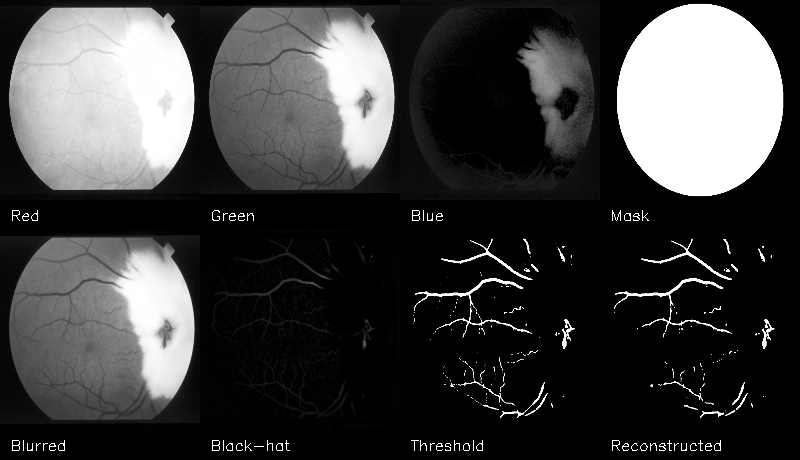 Red
Green
Blue
Mask
Blurred
Black-hat
Threshold
Reconstructed